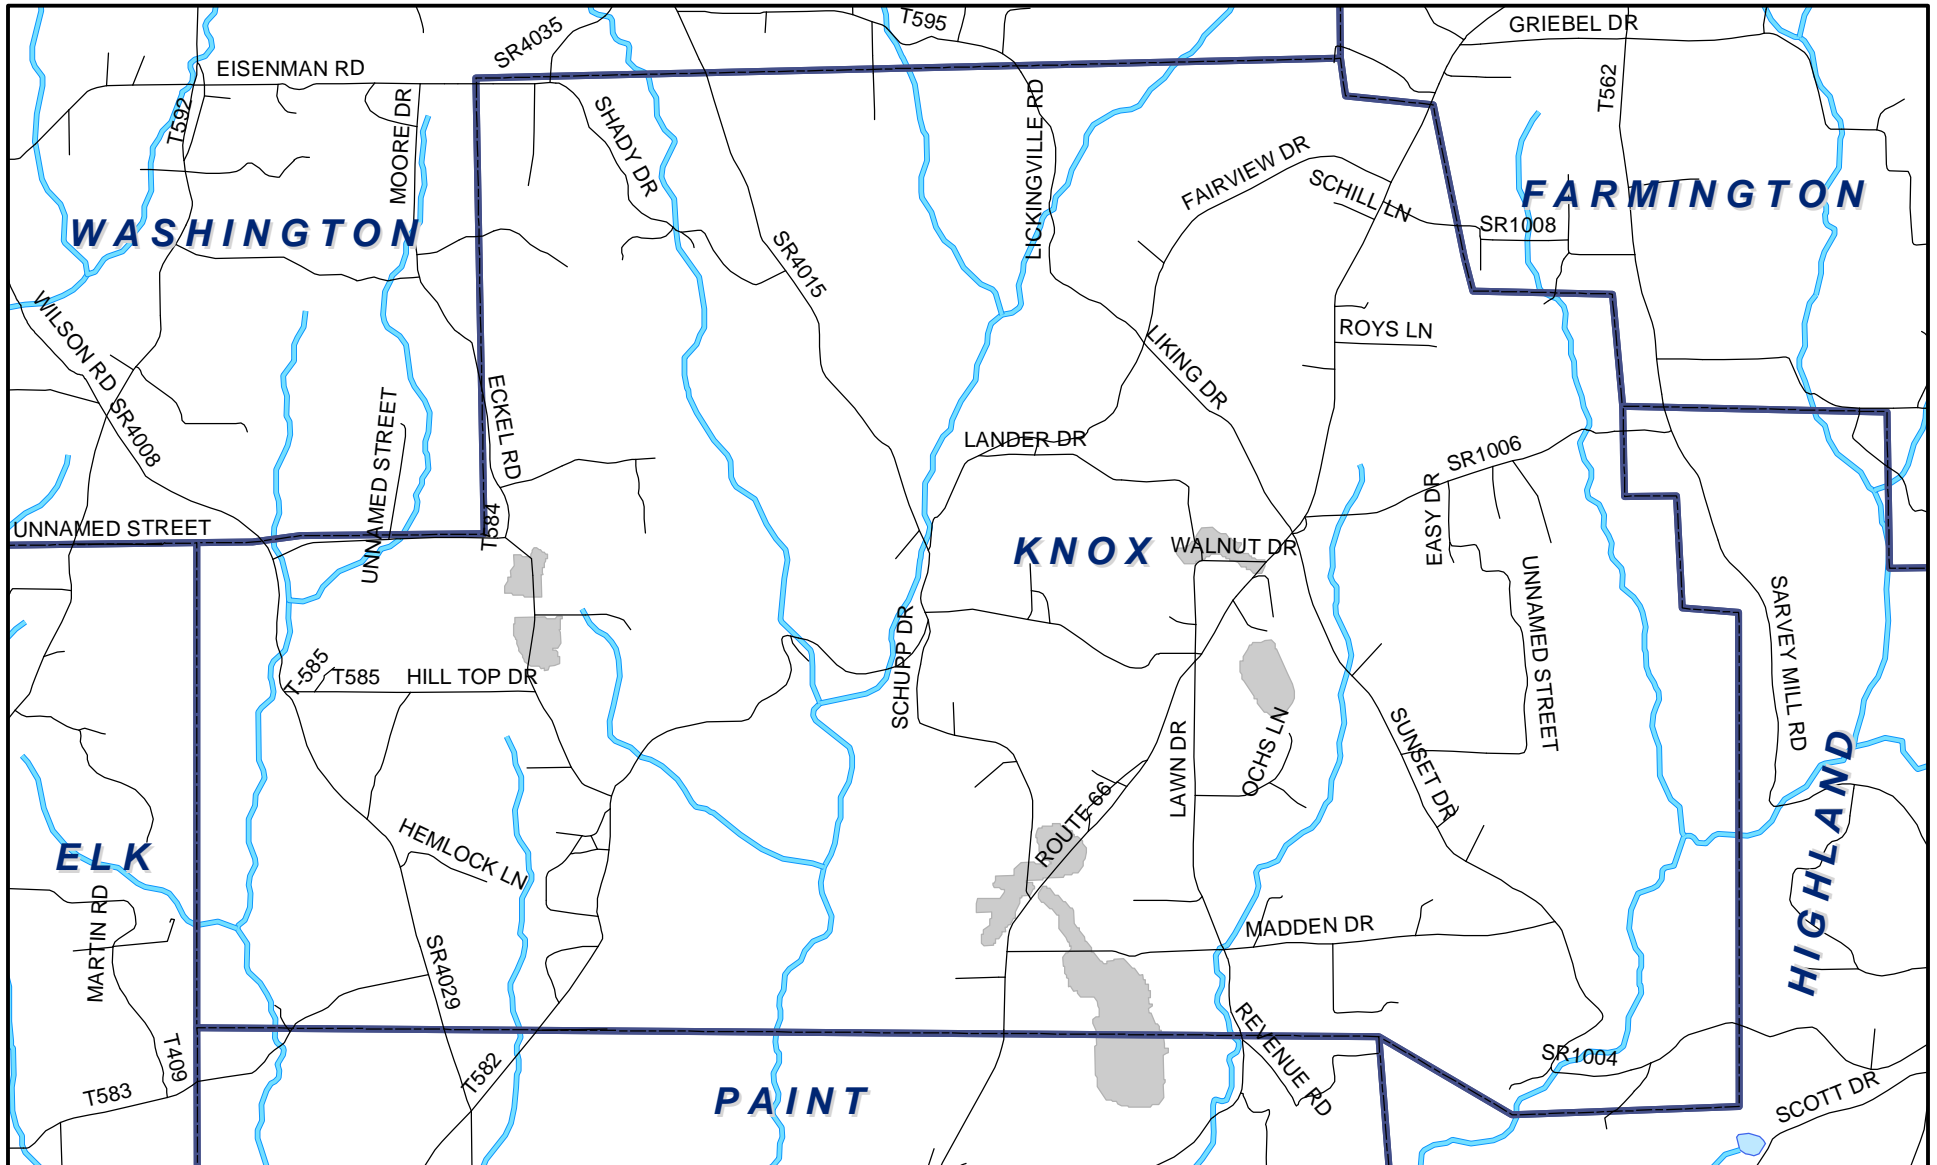 T595
GRIEBEL DR
SR4035
EISENMAN RD
T562
T592
MOORE DR
SHADY DR
LICKINGVILLE RD
FAIRVIEW DR
SCHILL LN
FARMINGTON
SR1008
WASHINGTON
SR4015
WILSON RD
ROYS LN
LIKING DR
ECKEL RD
SR4008
UNNAMED STREET
LANDER DR
SR1006
EASY DR
UNNAMED STREET
T584
KNOX
WALNUT DR
UNNAMED STREET
SARVEY MILL RD
SCHUPP DR
T-585
T585
HILL TOP DR
LAWN DR
OCHS LN
SUNSET DR
ROUTE 66
HIGHLAND
HEMLOCK LN
ELK
MARTIN RD
MADDEN DR
SR4029
REVENUE RD
T409
T583
T582
PAINT
SR1004
SCOTT DR